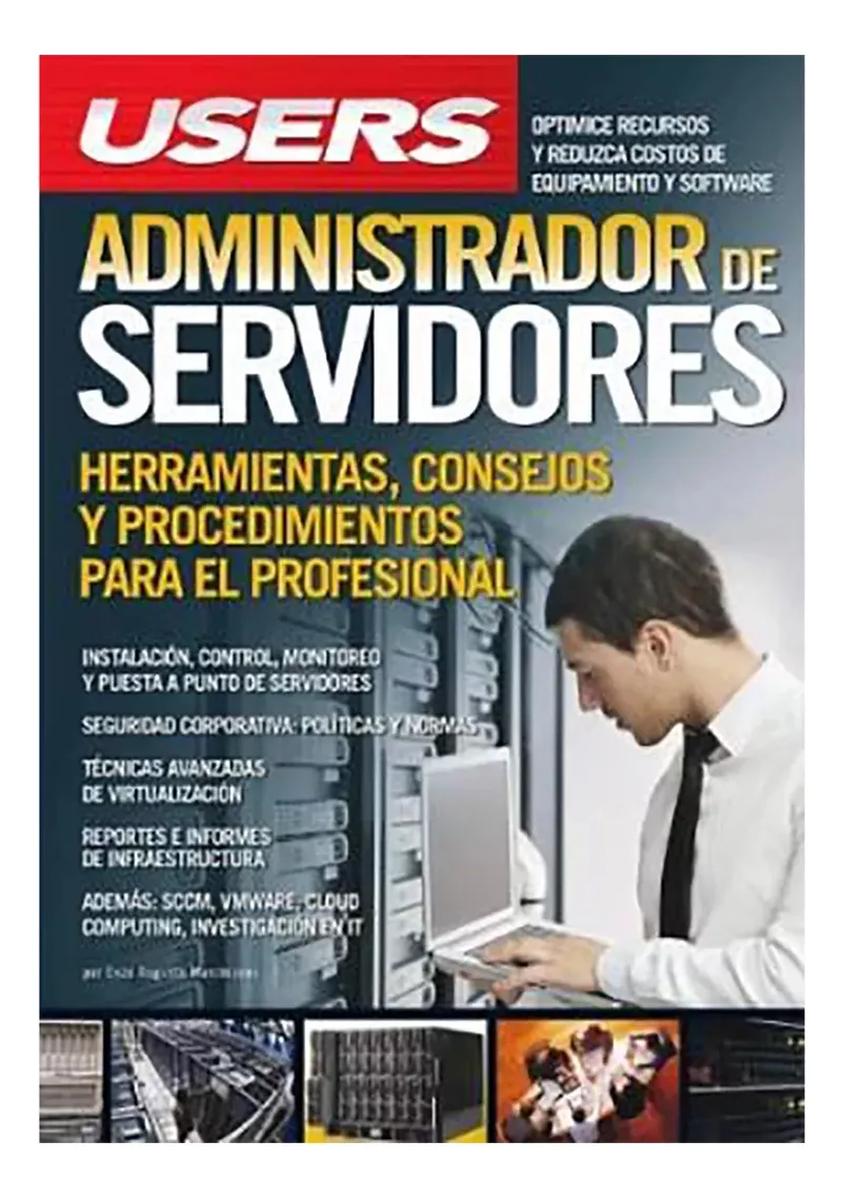 USERS
OPTIMICE RECURSOS
Y REDUZCA COSTOS DE
EQUIPAMIENTO Y SOFTWARE
ADMINISTRADOR DE
SERVIDORES
HERRAMIENTAS, CONSEJOS
Y PROCEDIMIENTOS
PARA EL PROFESIONAL
INSTALACIÓN, CONTROL, MONITOREO
Y PUESTA A PUNTO DE SERVIDORES
SEGURIDAD CORPORATIVA: POLÍTICAS Y NORMAS
TÉCNICAS AVANZADAS
DE VIRTUALIZACIÓN
REPORTES E INFORMES
DE INFRAESTRUCTURA
ADEMÁS: SCCM, VMWARE, CLOUD
COMPUTING, INVESTIGACIÓN EN IT
por